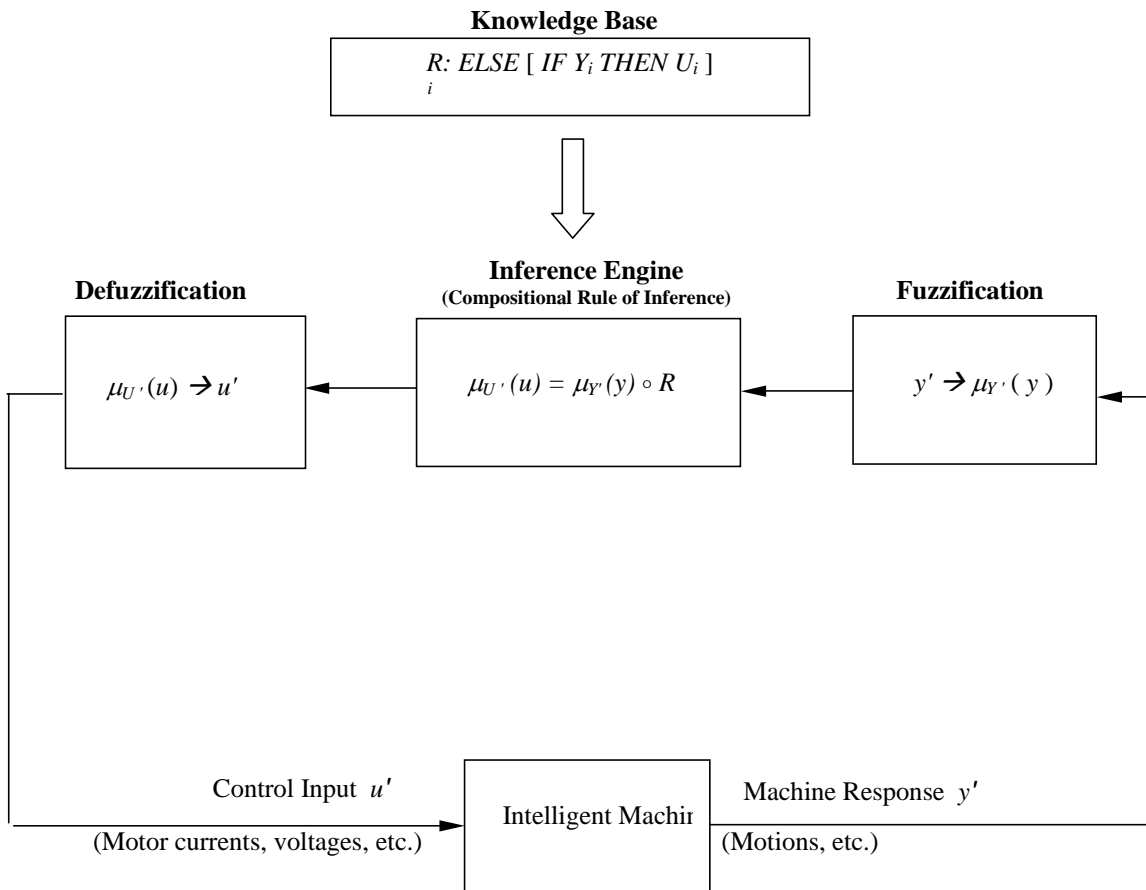 Knowledge Base
R: ELSE [ IF Yi THEN Ui ]
i
Inference Engine
(Compositional Rule of Inference)
Defuzzification
Fuzzification
μU '(u) → u'
μU '(u) = μY'(y) ∘ R
y' → μY '( y )
Control Input u'
(Motor currents, voltages, etc.)
Intelligent Machin
Machine Response y'
(Motions, etc.)